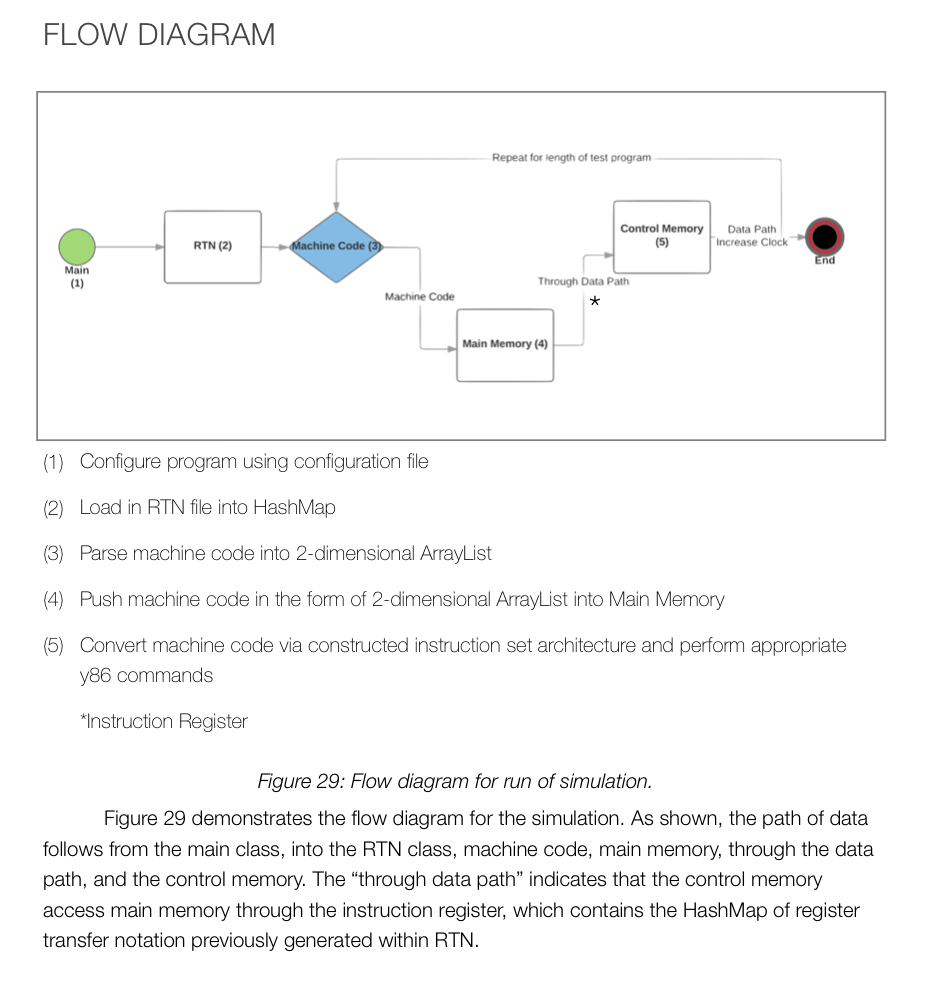 FLOW DIAGRAM
Repeat for length of test program
Main
(1)
RTN (2)
Machine Code (3)
Machine Code
Main Memory (4)
Through Data Path
*
Control Memory
(5)
Data Path
Increase Clock
End
(1) Configure program using configuration file
(2) Load in RTN file into HashMap
(3) Parse machine code into 2-dimensional ArrayList
(4) Push machine code in the form of 2-dimensional ArrayList into Main Memory
(5) Convert machine code via constructed instruction set architecture and perform appropriate
y86 commands
*Instruction Register
Figure 29: Flow diagram for run of simulation.
Figure 29 demonstrates the flow diagram for the simulation. As shown, the path of data
follows from the main class, into the RTN class, machine code, main memory, through the data
path, and the control memory. The “through data path” indicates that the control memory
access main memory through the instruction register, which contains the HashMap of register
transfer notation previously generated within RTN.